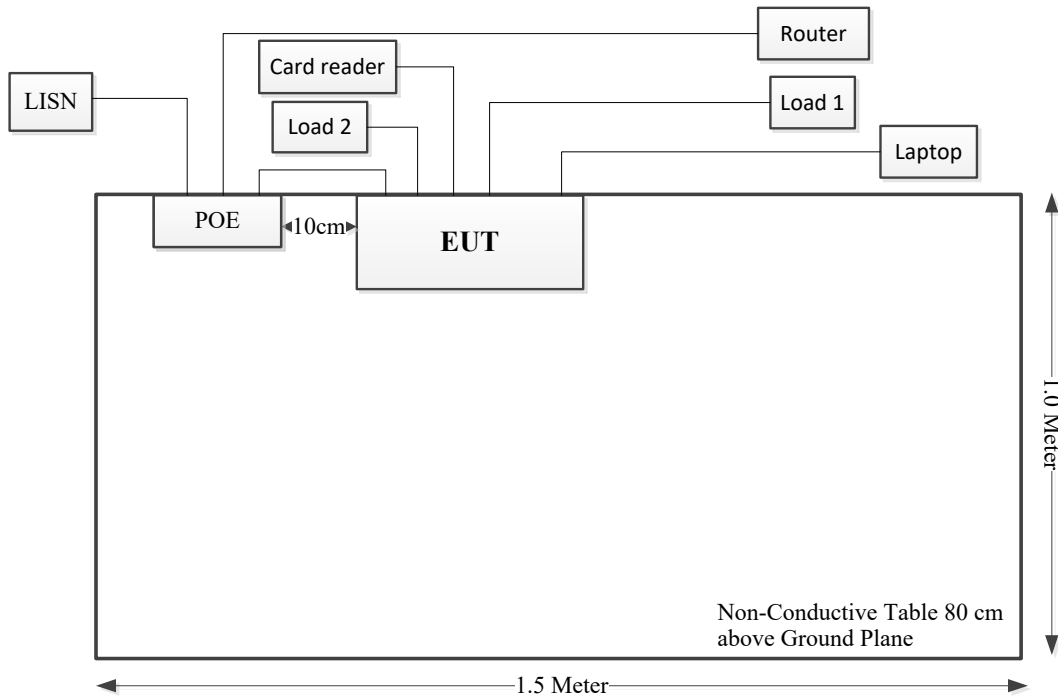 Router
Card reader
LISN
Load 1
Load 2
Laptop
POE
10cm
EUT
1.0 Meter
Non-Conductive Table 80 cm
above Ground Plane
1.5 Meter